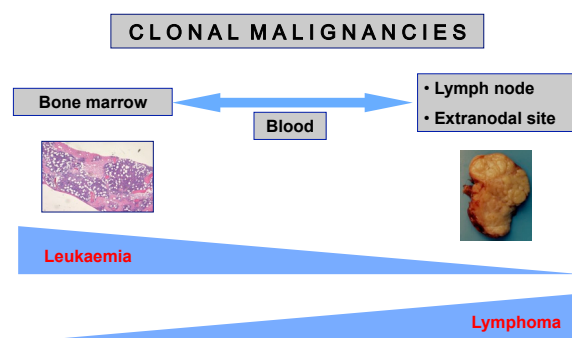 CLONAL MALIGNANCIES
Bone marrow
Blood
• Lymph node
• Extranodal site
Leukaemia
Lymphoma